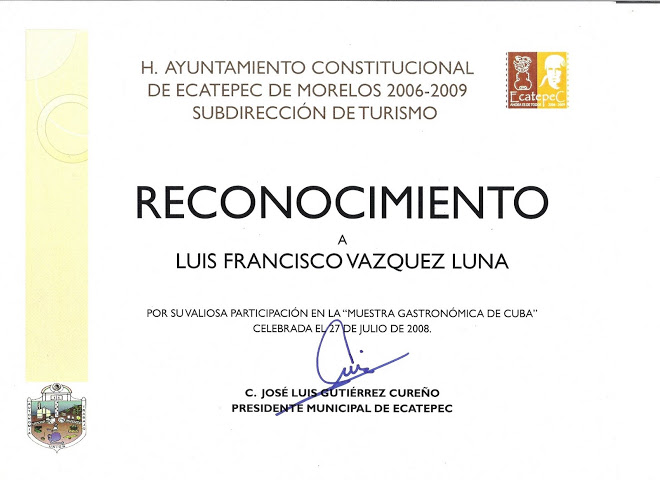 H. AYUNTAMIENTO CONSTITUCIONAL
DE ECATEPEC DE MORELOS 2006-2009
SUBDIRECCIÓN DE TURISMO
EcatepeC
RECONOCIMIENTO
A
LUIS FRANCISCO VAZQUEZ LUNA
POR SU VALIOSA PARTICIPACIÓN EN LA “MUESTRA GASTRONÓMICA DE CUBA”
CELEBRADA EL 27 DE JULIO DE 2008.
C. JOSÉ LUIS GUTIÉRREZ CUREÑO
PRESIDENTE MUNICIPAL DE ECATEPEC